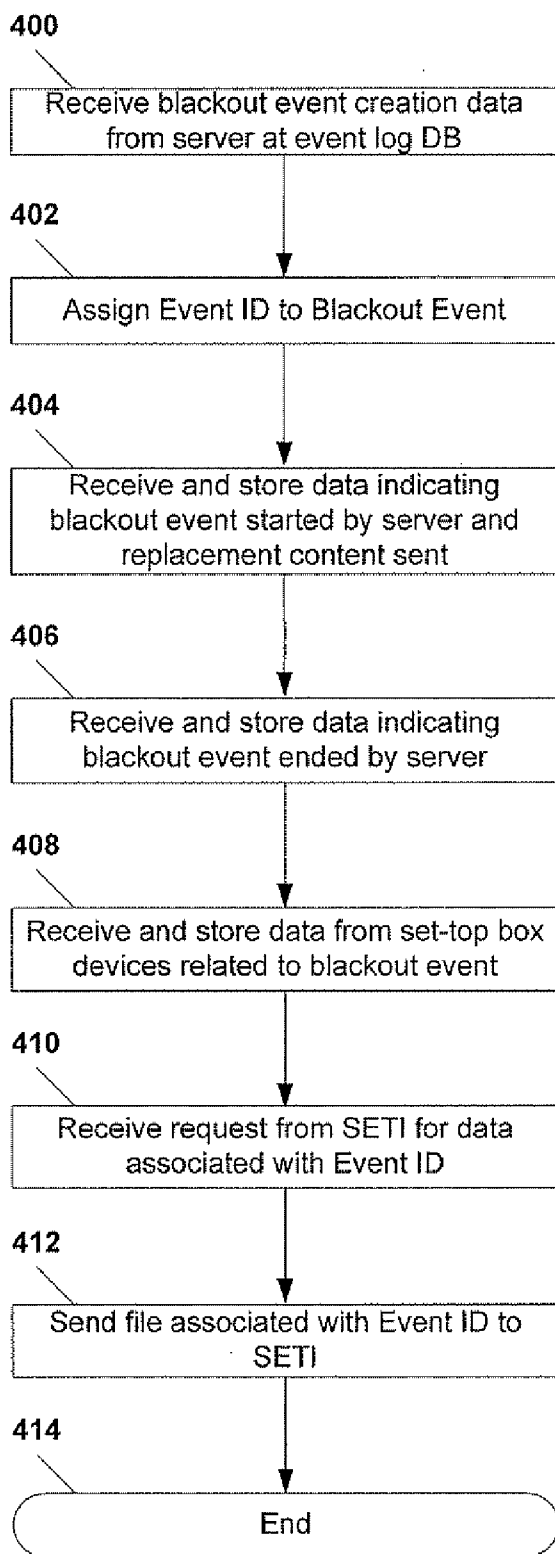 400
Receive blackout event creation data
from server at event log DB
402
Assign Event ID to Blackout Event
404
Receive and store data indicating
blackout event started by server and
replacement content sent
406
Receive and store data indicating
blackout event ended by server
408
Receive and store data from set-top box
devices related to blackout event
410
Receive request from SETI for data
associated with Event ID
412
Send file associated with Event ID to
SETI
414
End